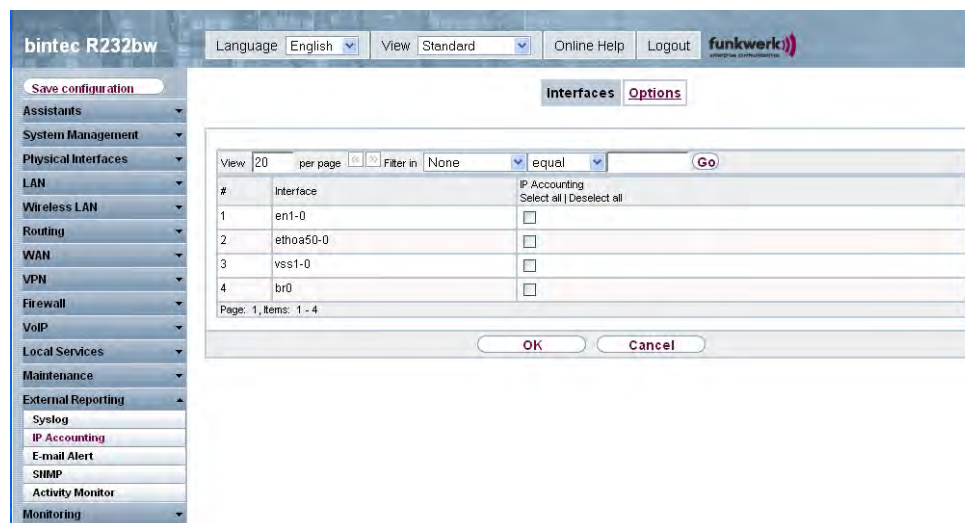 bintec R232bw
Language English View Standard Online Help Logout funkwerk
Save configuration
Assistants
System Management
Physical Interfaces
LAN
Wireless LAN
Routing
WAN
VPN
Firewall
VoIP
Local Services
Maintenance
External Reporting
Syslog
IP Accounting
E-mail Alert
SNMP
Activity Monitor
Monitoring
Interfaces Options
View 20 per page « » Filter in None equal Go
# Interface IP Accounting
Select all | Deselect all
1 en1-0
2 ethoa50-0
3 vss1-0
4 br0
Page: 1, Items: 1 - 4
OK Cancel